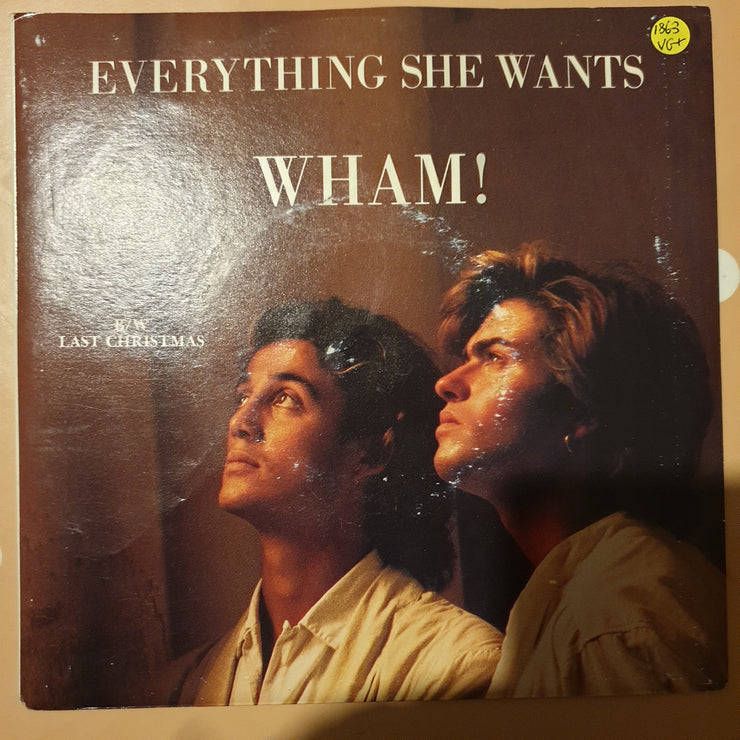 1863
VG+
EVERYTHING SHE WANTS
WHAM!
B/W
LAST CHRISTMAS